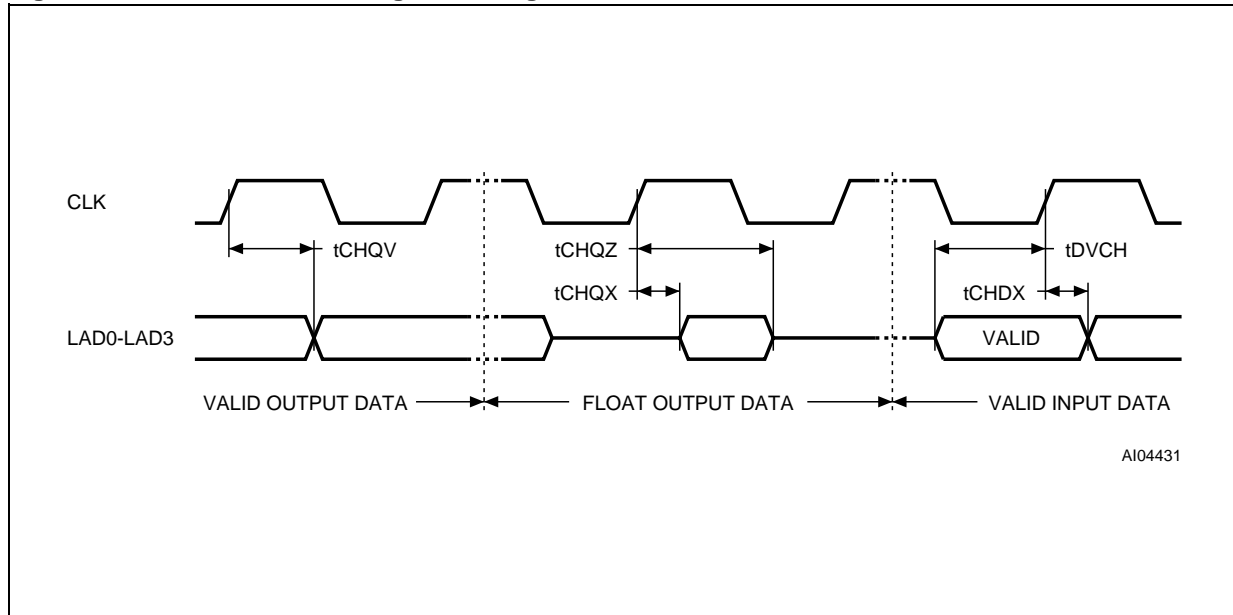 CLK
tCHQV
tCHQZ
tDVCH
tCHQX
tCHDX
LAD0-LAD3
VALID
VALID OUTPUT DATA
FLOAT OUTPUT DATA
VALID INPUT DATA
AI04431